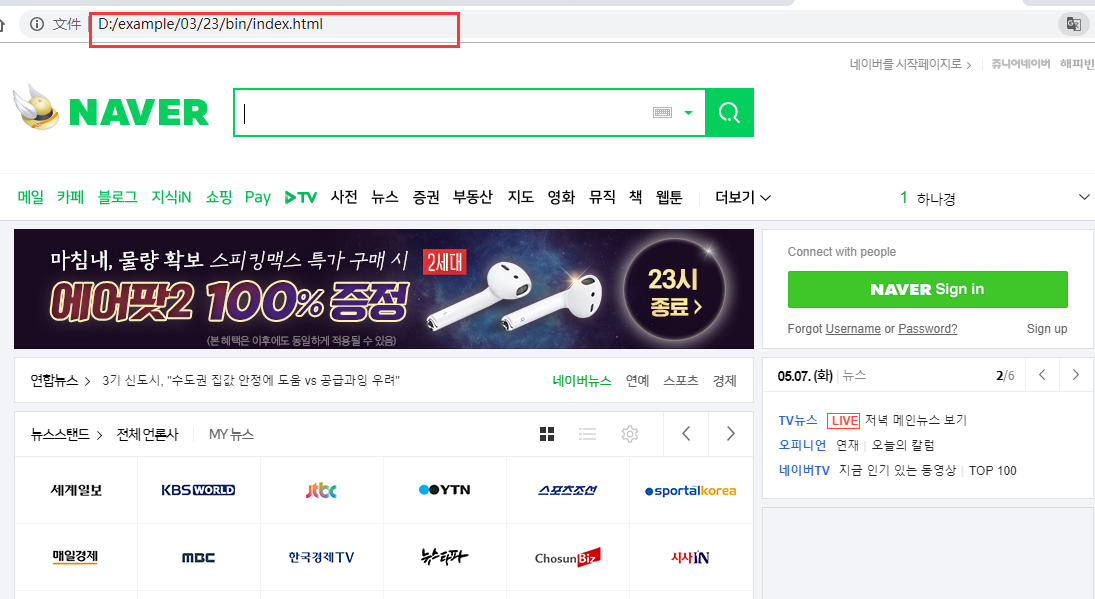 文件 D:/example/03/23/bin/index.html
네이버를 시작페이지로 > 쥬니어네이버 해피빈
NAVER
메일 카페 블로그 지식iN 쇼핑 Pay TV 사전 뉴스 증권 부동산 지도 영화 뮤직 책 웹툰 더보기 1 하나경
마침내, 물량 확보 스피킹맥스 특가 구매 시 2세대
에어팟2 100% 증정
(본 혜택은 이후에도 동일하게 적용될 수 있음)
23시
종료 >
Connect with people
NAVER Sign in
Forgot Username or Password? Sign up
연합뉴스 > 3기 신도시, "수도권 집값 안정에 도움 vs 공급과잉 우려" 네이버뉴스 연예 스포츠 경제
05.07. (화) 뉴스 2/6
뉴스스탠드 > 전체 언론사 MY 뉴스
TV뉴스 LIVE 저녁 메인뉴스 보기
오피니언 연재 오늘의 칼럼
네이버TV 지금 인기 있는 동영상 TOP 100
세계일보 KBS WORLD jtbc YTN 스포츠조선 sportalkorea
매일경제 MBC 한국경제TV 뉴스타파 ChosunBiz 시사IN